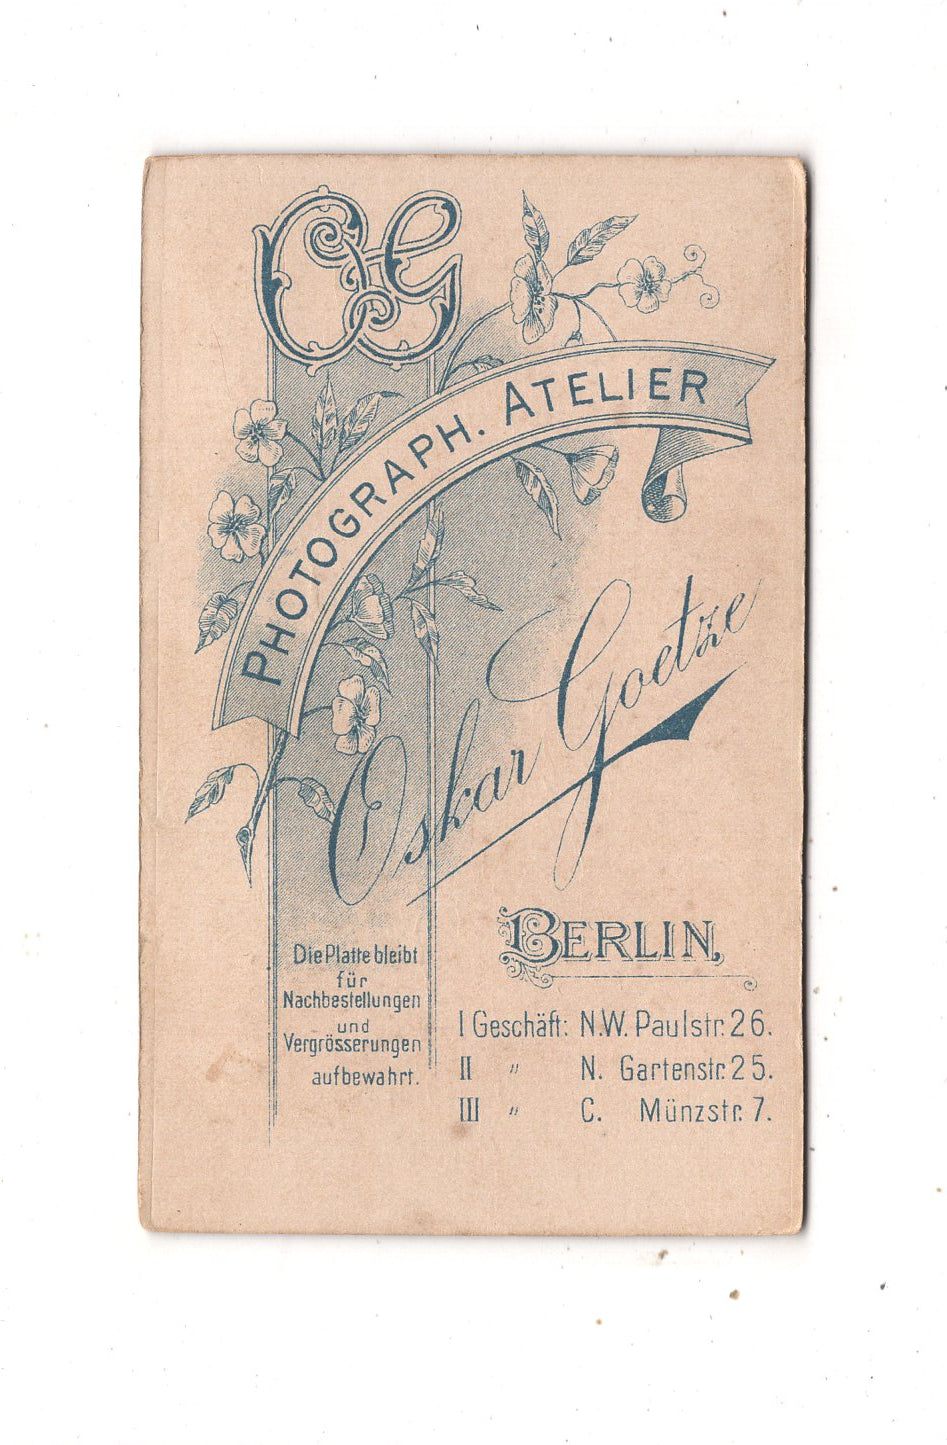 OG
PHOTOGRAPH. ATELIER
Oskar Goetze
BERLIN,
Die Platte bleibt
für
Nachbestellungen
und
Vergrösserungen
aufbewahrt.
I Geschäft: N.W. Paulstr. 26.
II " N. Gartenstr. 25.
III " C. Münzstr. 7.